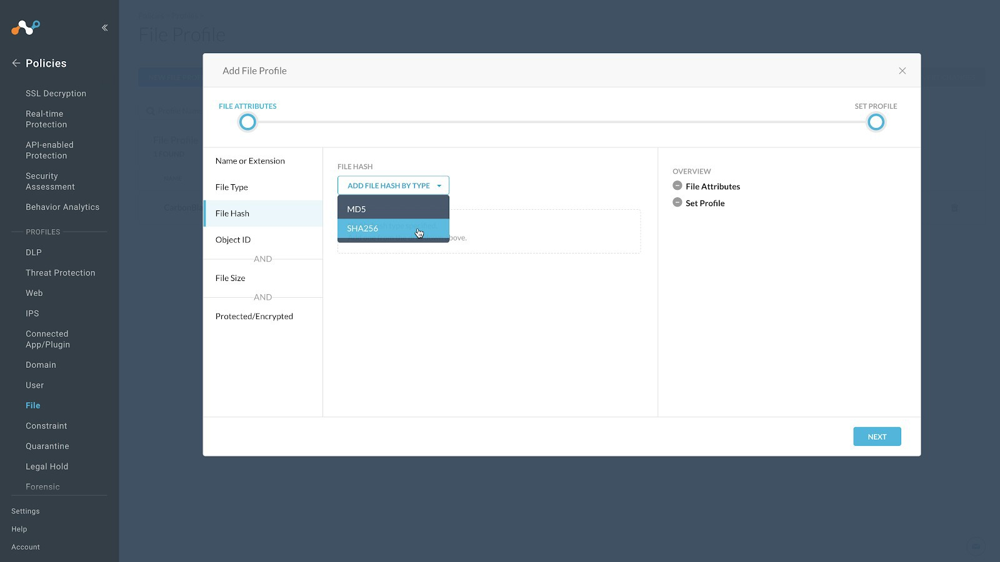 Policies
SSL Decryption
Real-time
Protection
API-enabled
Protection
Security
Assessment
Behavior Analytics
PROFILES
DLP
Threat Protection
Web
IPS
Connected
App/Plugin
Domain
User
File
Constraint
Quarantine
Legal Hold
Forensic
Settings
Help
Account
File Profile
File Profile
Add File Profile
FILE ATTRIBUTES
SET PROFILE
Name or Extension
File Type
File Hash
Object ID
AND
File Size
AND
Protected/Encrypted
FILE HASH
ADD FILE HASH BY TYPE
MD5
SHA256
bove.
OVERVIEW
File Attributes
Set Profile
NEXT